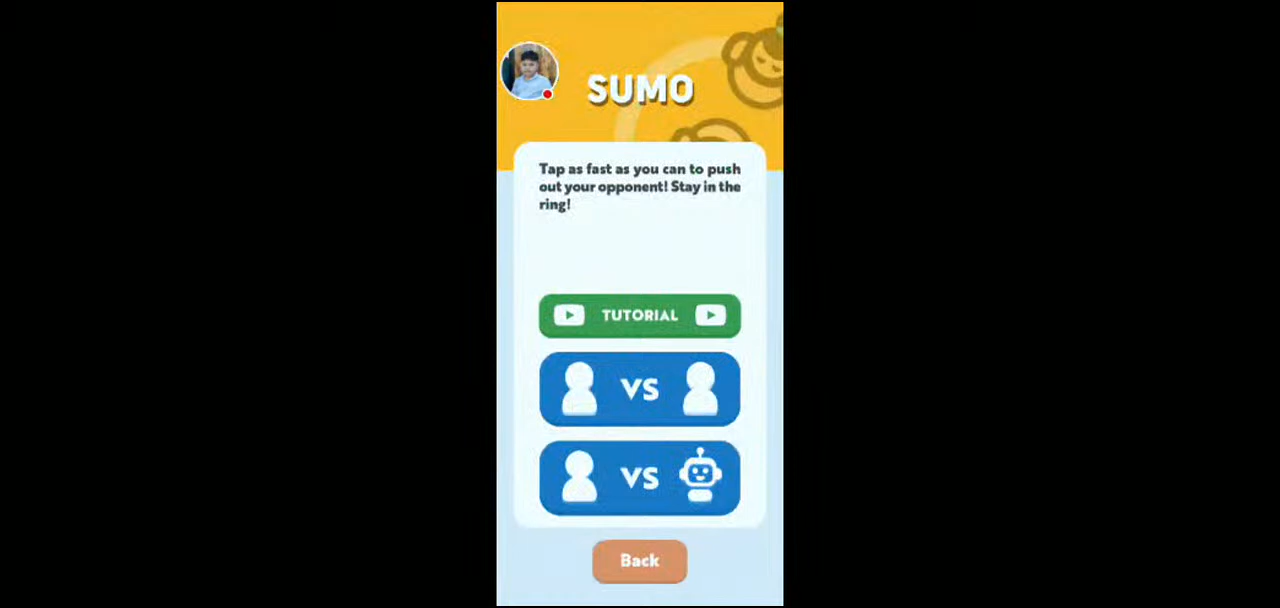 SUMO
Tap as fast as you can to push
out your opponent! Stay in the
ring!
TUTORIAL
VS
VS
Back